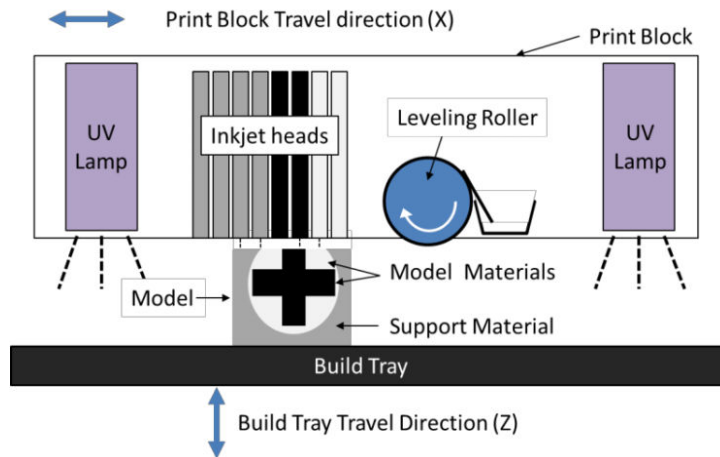 Print Block Travel direction (X)
Print Block
UV
Lamp
Inkjet heads
Leveling Roller
UV
Lamp
Model
Model Materials
Support Material
Build Tray
Build Tray Travel Direction (Z)